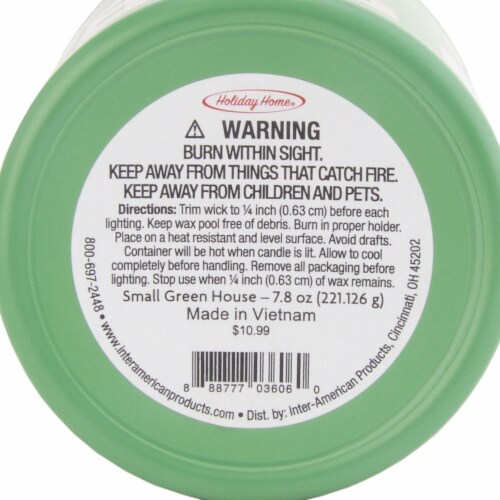 Holiday Home®
⚠ WARNING
BURN WITHIN SIGHT.
KEEP AWAY FROM THINGS THAT CATCH FIRE.
KEEP AWAY FROM CHILDREN AND PETS.
Directions: Trim wick to ¼ inch (0.63 cm) before each
lighting. Keep wax pool free of debris. Burn in proper holder.
Place on a heat resistant and level surface. Avoid drafts.
Container will be hot when candle is lit. Allow to cool
completely before handling. Remove all packaging before
lighting. Stop use when ¼ inch (0.63 cm) of wax remains.
Small Green House – 7.8 oz (221.126 g)
Made in Vietnam
$10.99
8 88777 03606 0
800-697-2448 • www.interamericanproducts.com • Dist. by: Inter-American Products, Cincinnati, OH 45202